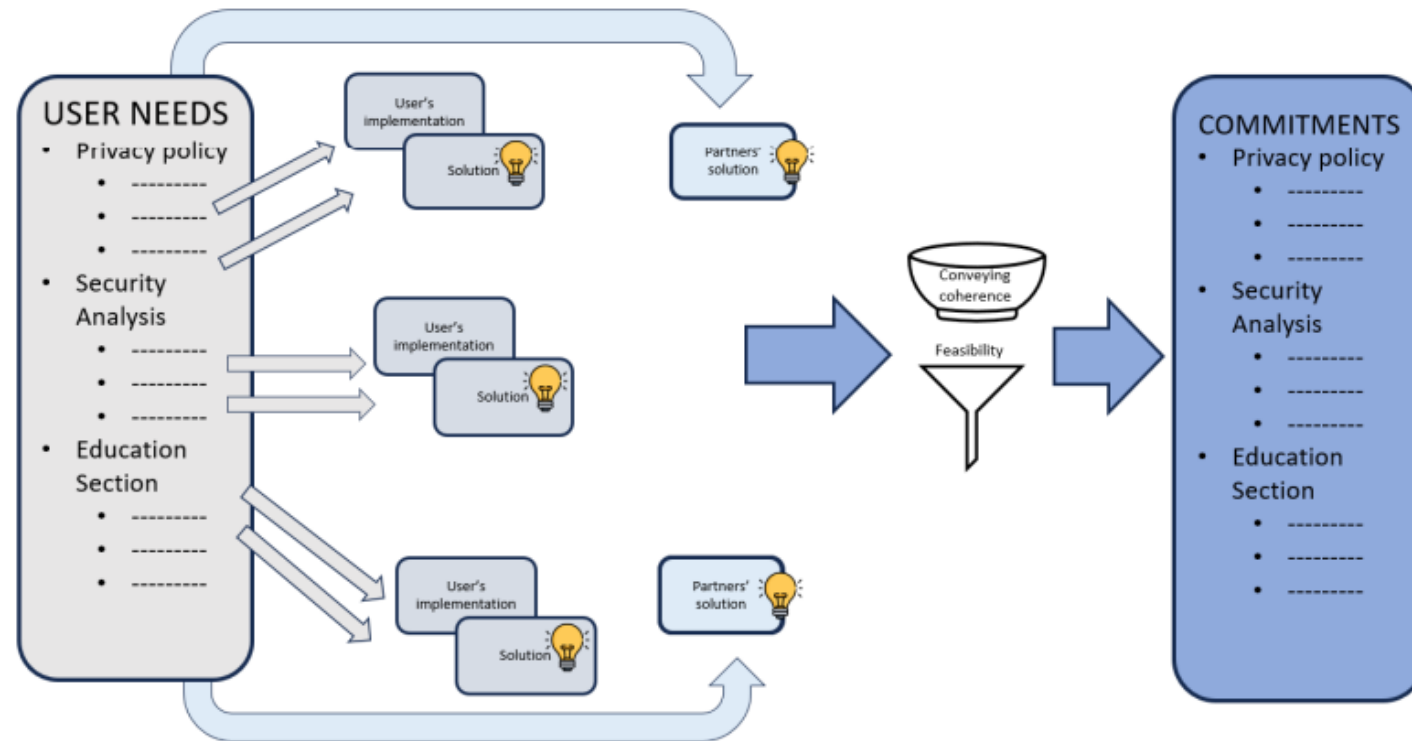 USER NEEDS
• Privacy policy
• ---------
• ---------
• ---------
• Security
Analysis
• ---------
• ---------
• ---------
• Education
Section
• ---------
• ---------
• ---------
User's
implementation
Solution
User's
implementation
Solution
User's
implementation
Solution
Partners'
solution
Partners'
solution
Conveying
coherence
Feasibility
COMMITMENTS
• Privacy policy
• ---------
• ---------
• ---------
• Security
Analysis
• ---------
• ---------
• ---------
• Education
Section
• ---------
• ---------
• ---------